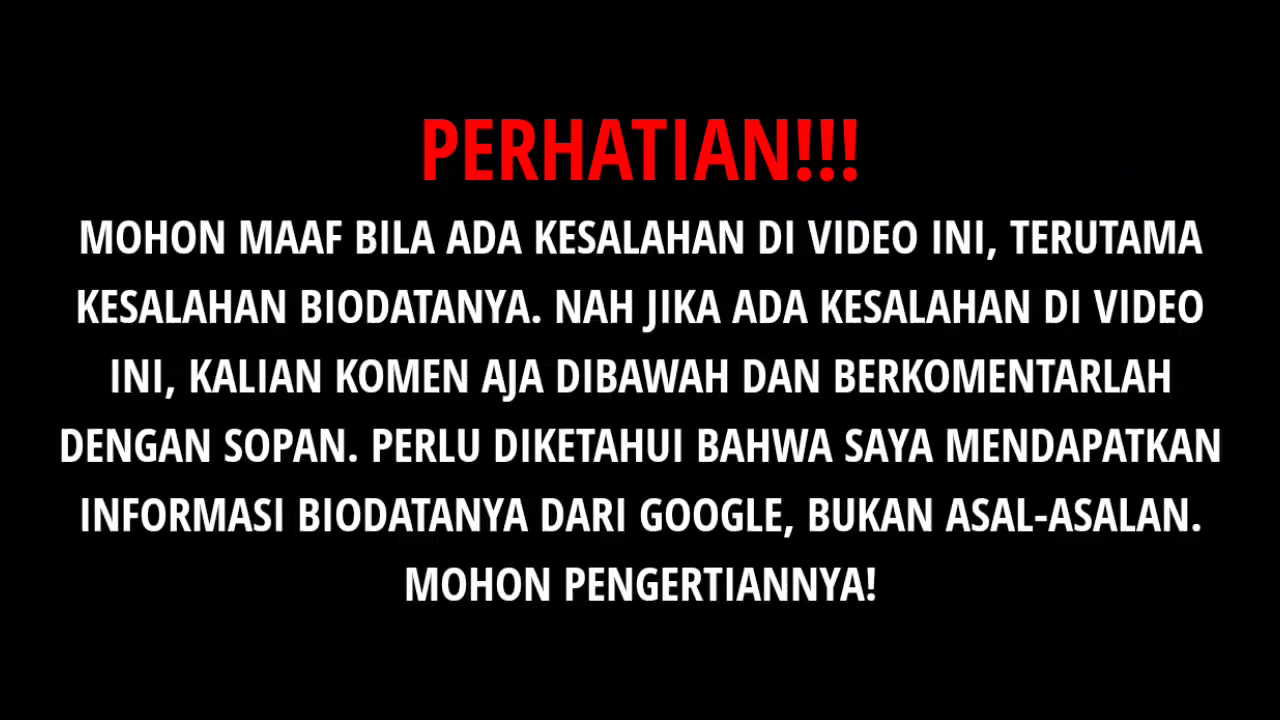 PERHATIAN!!!
MOHON MAAF BILA ADA KESALAHAN DI VIDEO INI, TERUTAMA
KESALAHAN BIODATANYA. NAH JIKA ADA KESALAHAN DI VIDEO
INI, KALIAN KOMEN AJA DIBAWAH DAN BERKOMENTARLAH
DENGAN SOPAN. PERLU DIKETAHUI BAHWA SAYA MENDAPATKAN
INFORMASI BIODATANYA DARI GOOGLE, BUKAN ASAL-ASALAN.
MOHON PENGERTIANNYA!